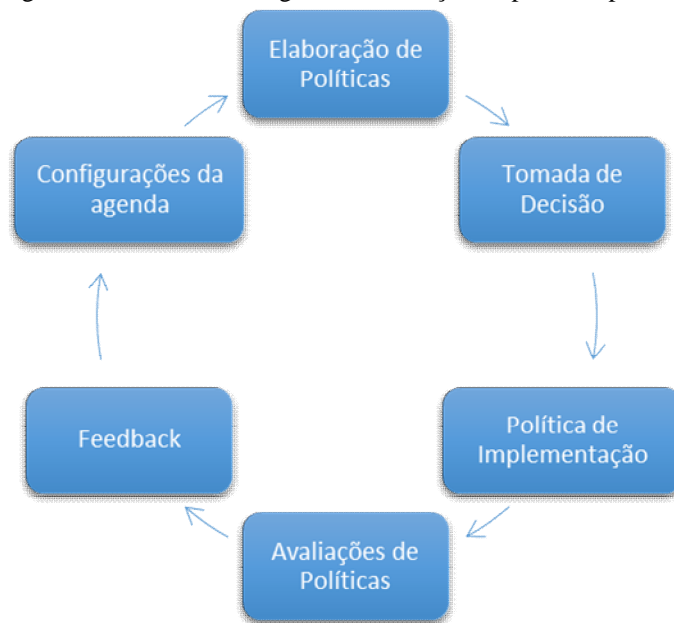 Elaboração de
Políticas
Configurações da
agenda
Tomada de
Decisão
Feedback
Política de
Implementação
Avaliações de
Políticas